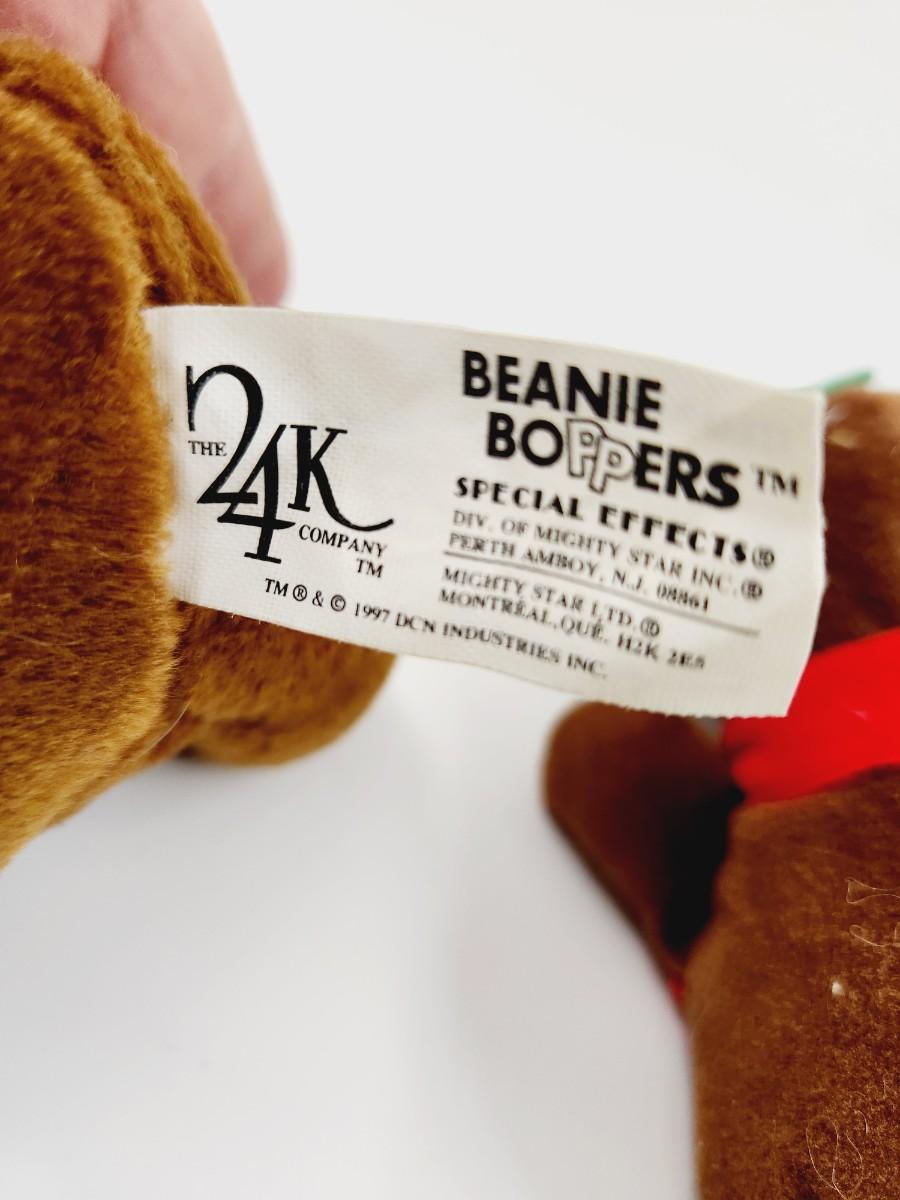 THE 24K
COMPANY
TM
BEANIE
BOPPERS TM
SPECIAL EFFECTS®
DIV. OF MIGHTY STAR INC.®
PERTH AMBOY, N.J. 08861
MIGHTY STAR LTD.®
MONTRÉAL, QUÉ. H2K 2E5
TM ® & © 1997 DCN INDUSTRIES INC.